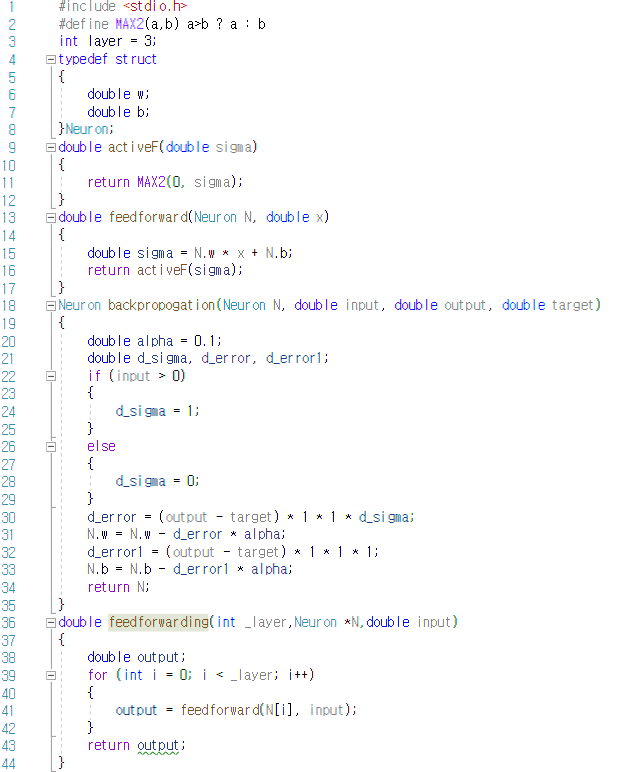 1 #include <stdio.h>
2 #define MAX2(a,b) a>b ? a : b
3 int layer = 3;
4 typedef struct
5 {
6 double w;
7 double b;
8 }Neuron;
9 double activeF(double sigma)
10 {
11 return MAX2(0, sigma);
12 }
13 double feedforward(Neuron N, double x)
14 {
15 double sigma = N.w * x + N.b;
16 return activeF(sigma);
17 }
18 Neuron backpropogation(Neuron N, double input, double output, double target)
19 {
20 double alpha = 0.1;
21 double d_sigma, d_error, d_error1;
22 if (input > 0)
23 {
24 d_sigma = 1;
25 }
26 else
27 {
28 d_sigma = 0;
29 }
30 d_error = (output - target) * 1 * 1 * d_sigma;
31 N.w = N.w - d_error * alpha;
32 d_error1 = (output - target) * 1 * 1 * 1;
33 N.b = N.b - d_error1 * alpha;
34 return N;
35 }
36 double feedforwarding(int _layer,Neuron *N,double input)
37 {
38 double output;
39 for (int i = 0; i < _layer; i++)
40 {
41 output = feedforward(N[i], input);
42 }
43 return output;
44 }